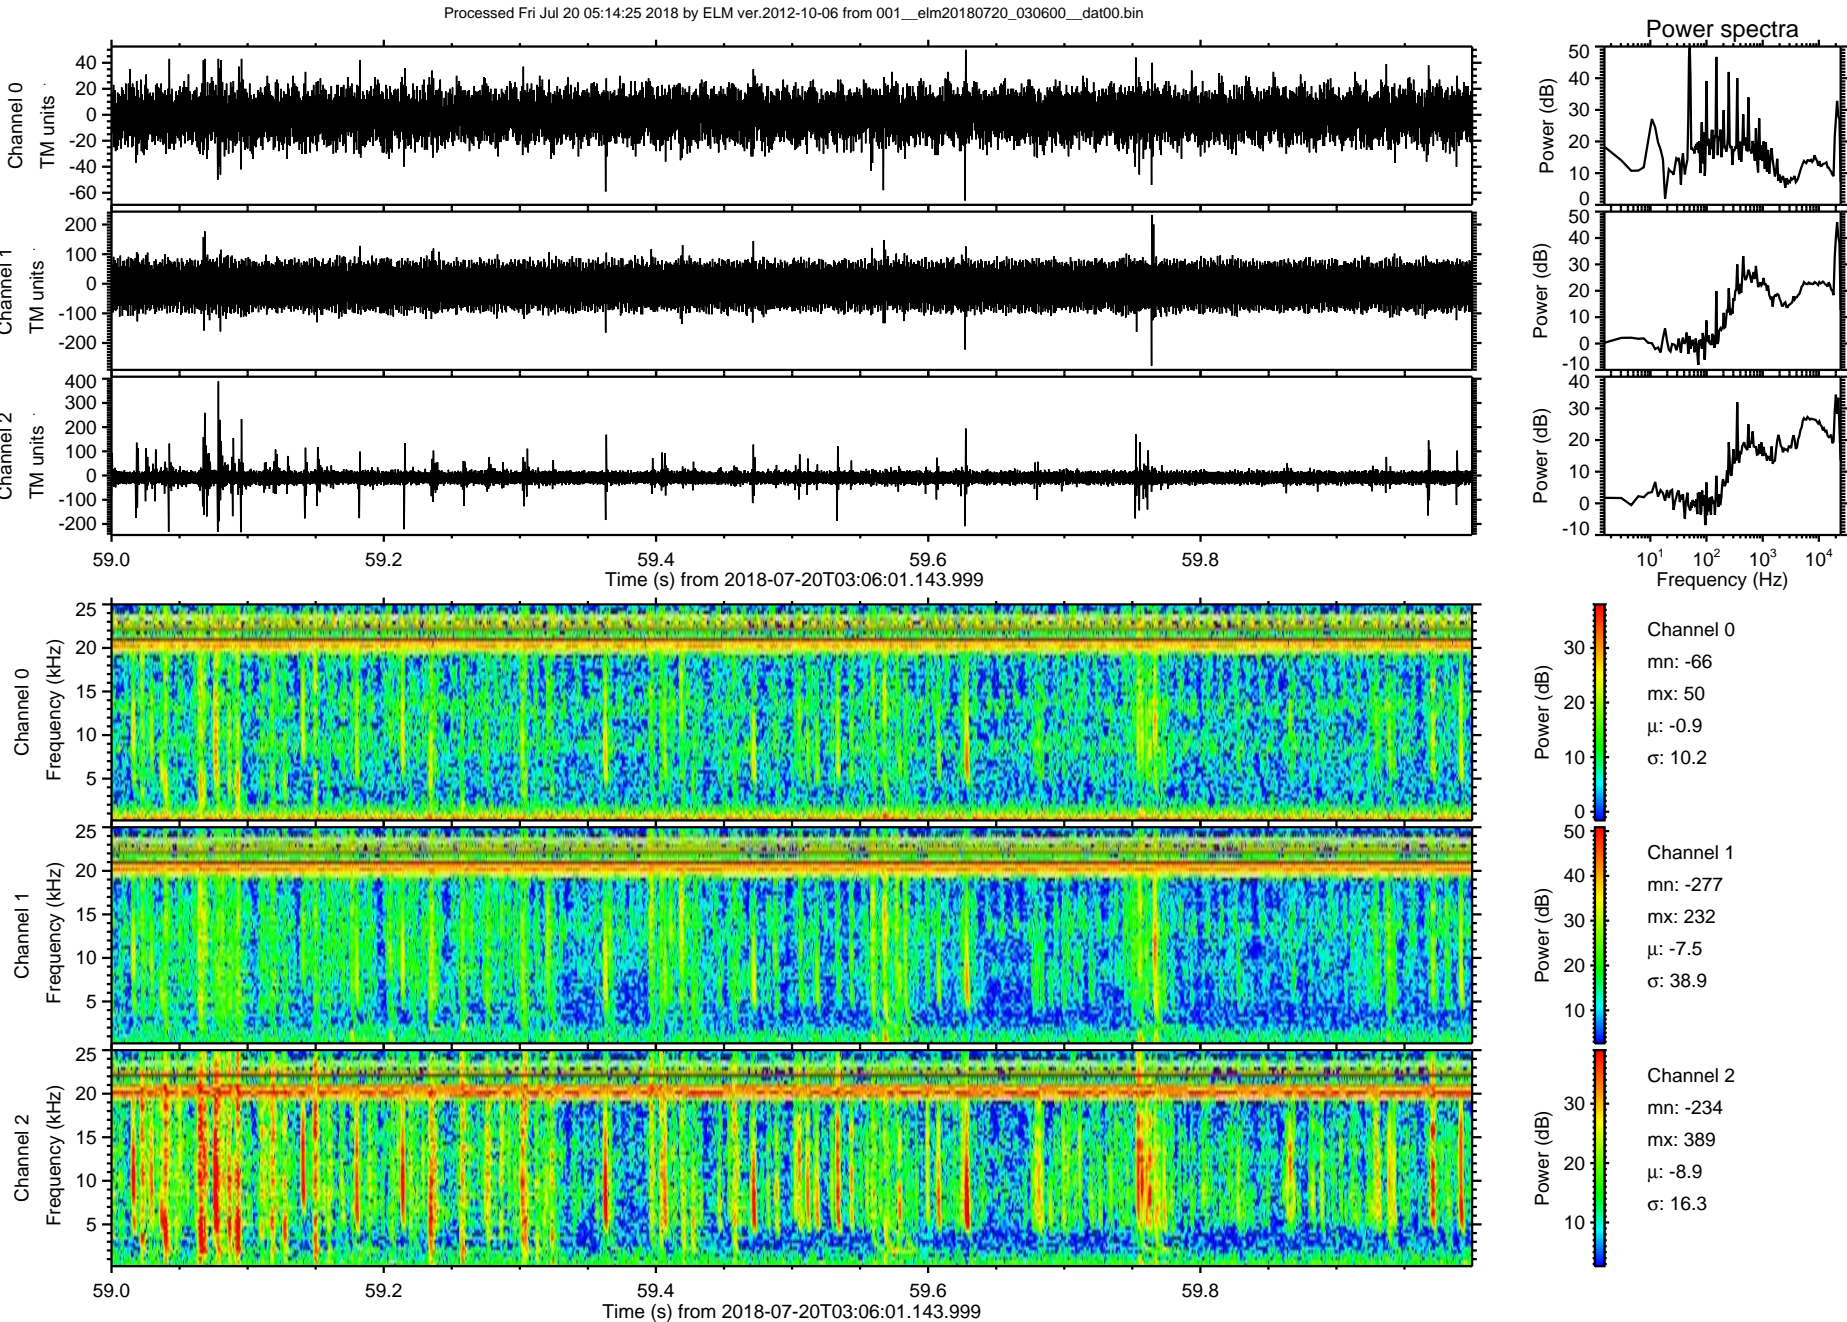 Processed Fri Jul 20 05:14:25 2018 by ELM ver.2012-10-06 from 001__elm20180720_030600__dat00.bin
Power spectra
Channel 0
TM units
40
20
0
-20
-40
-60
Power (dB)
50
40
30
20
10
0
Channel 1
TM units
200
100
0
-100
-200
Power (dB)
50
40
30
20
10
0
-10
Channel 2
TM units
400
300
200
100
0
-100
-200
Power (dB)
40
30
20
10
0
-10
59.0 59.2 59.4 59.6 59.8
Time (s) from 2018-07-20T03:06:01.143.999
10^1 10^2 10^3 10^4
Frequency (Hz)
Channel 0
Frequency (kHz)
25
20
15
10
5
Power (dB)
30
20
10
0
Channel 0
mn: -66
mx: 50
μ: -0.9
σ: 10.2
Channel 1
Frequency (kHz)
25
20
15
10
5
Power (dB)
50
40
30
20
10
Channel 1
mn: -277
mx: 232
μ: -7.5
σ: 38.9
Channel 2
Frequency (kHz)
25
20
15
10
5
Power (dB)
30
20
10
Channel 2
mn: -234
mx: 389
μ: -8.9
σ: 16.3
59.0 59.2 59.4 59.6 59.8
Time (s) from 2018-07-20T03:06:01.143.999